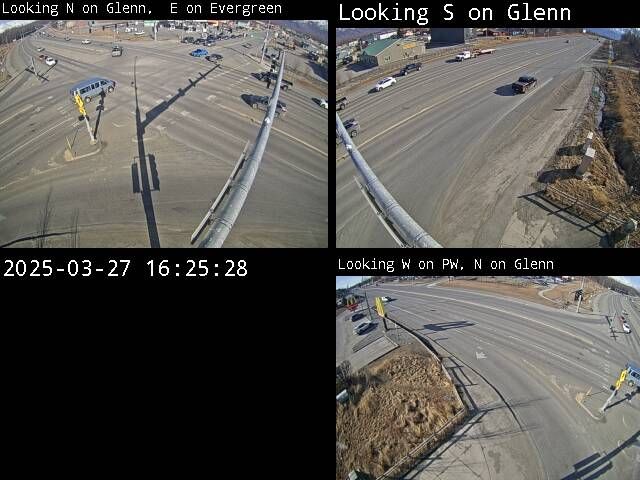 Looking N on Glenn, E on Evergreen
Looking S on Glenn
2025-03-27 16:25:28
Looking W on PW, N on Glenn